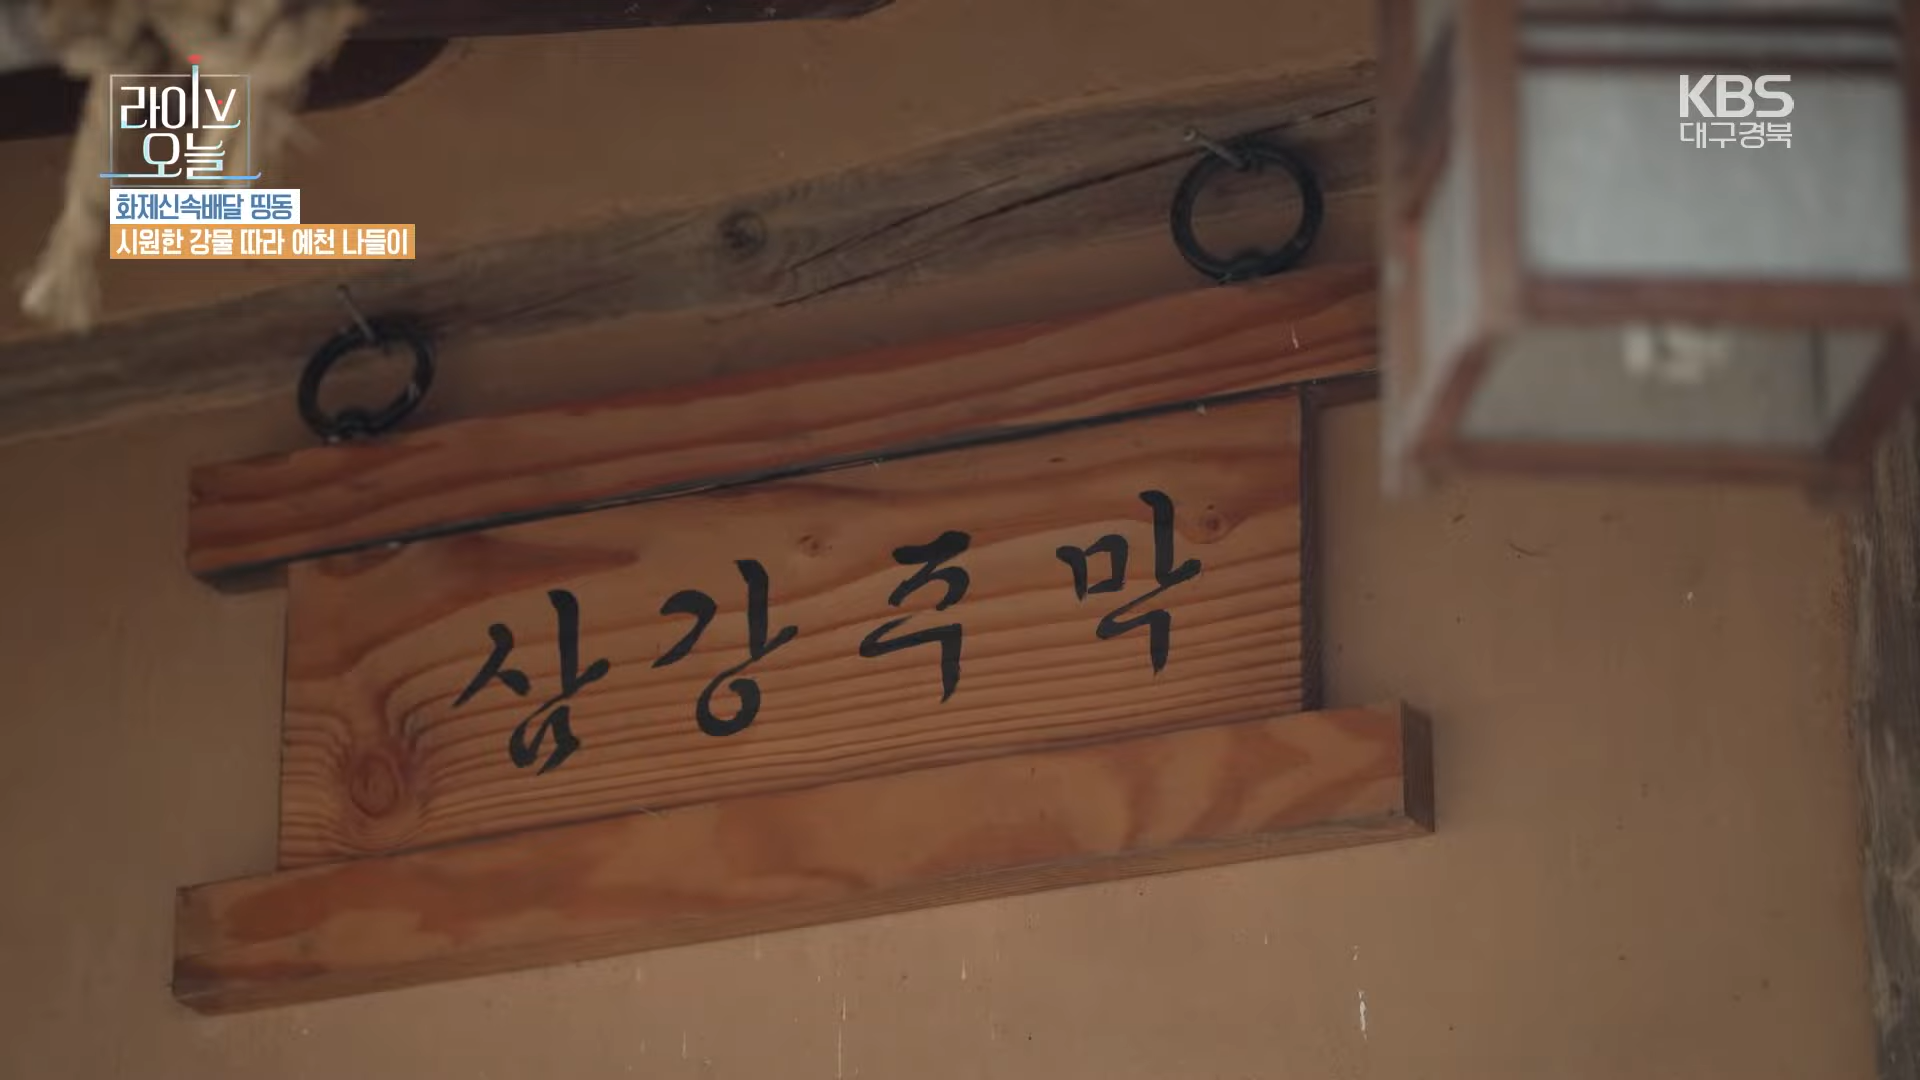 라이브
오늘
화제신속배달 띵동
시원한 강물 따라 예천 나들이
KBS
대구경북
삼강주막